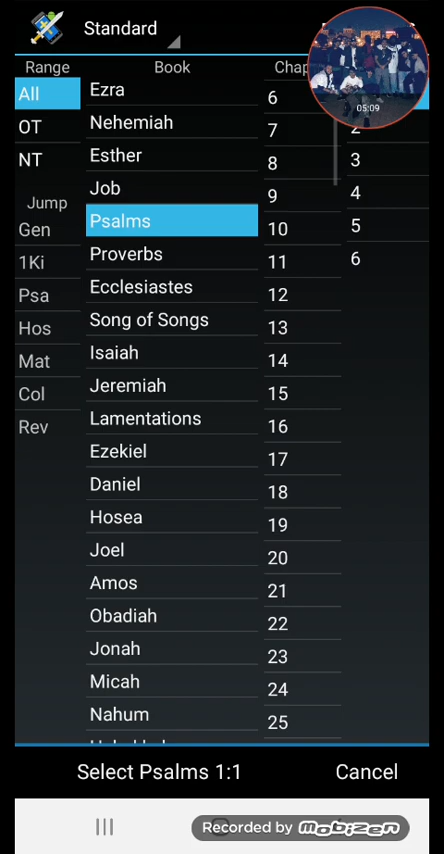 Standard
Range Book Chap
All
OT
NT
Jump
Gen
1Ki
Psa
Hos
Mat
Col
Rev
Ezra
Nehemiah
Esther
Job
Psalms
Proverbs
Ecclesiastes
Song of Songs
Isaiah
Jeremiah
Lamentations
Ezekiel
Daniel
Hosea
Joel
Amos
Obadiah
Jonah
Micah
Nahum
6
7
8
9
10
11
12
13
14
15
16
17
18
19
20
21
22
23
24
25
05:09
2
3
4
5
6
Select Psalms 1:1 Cancel
Recorded by Mobizen